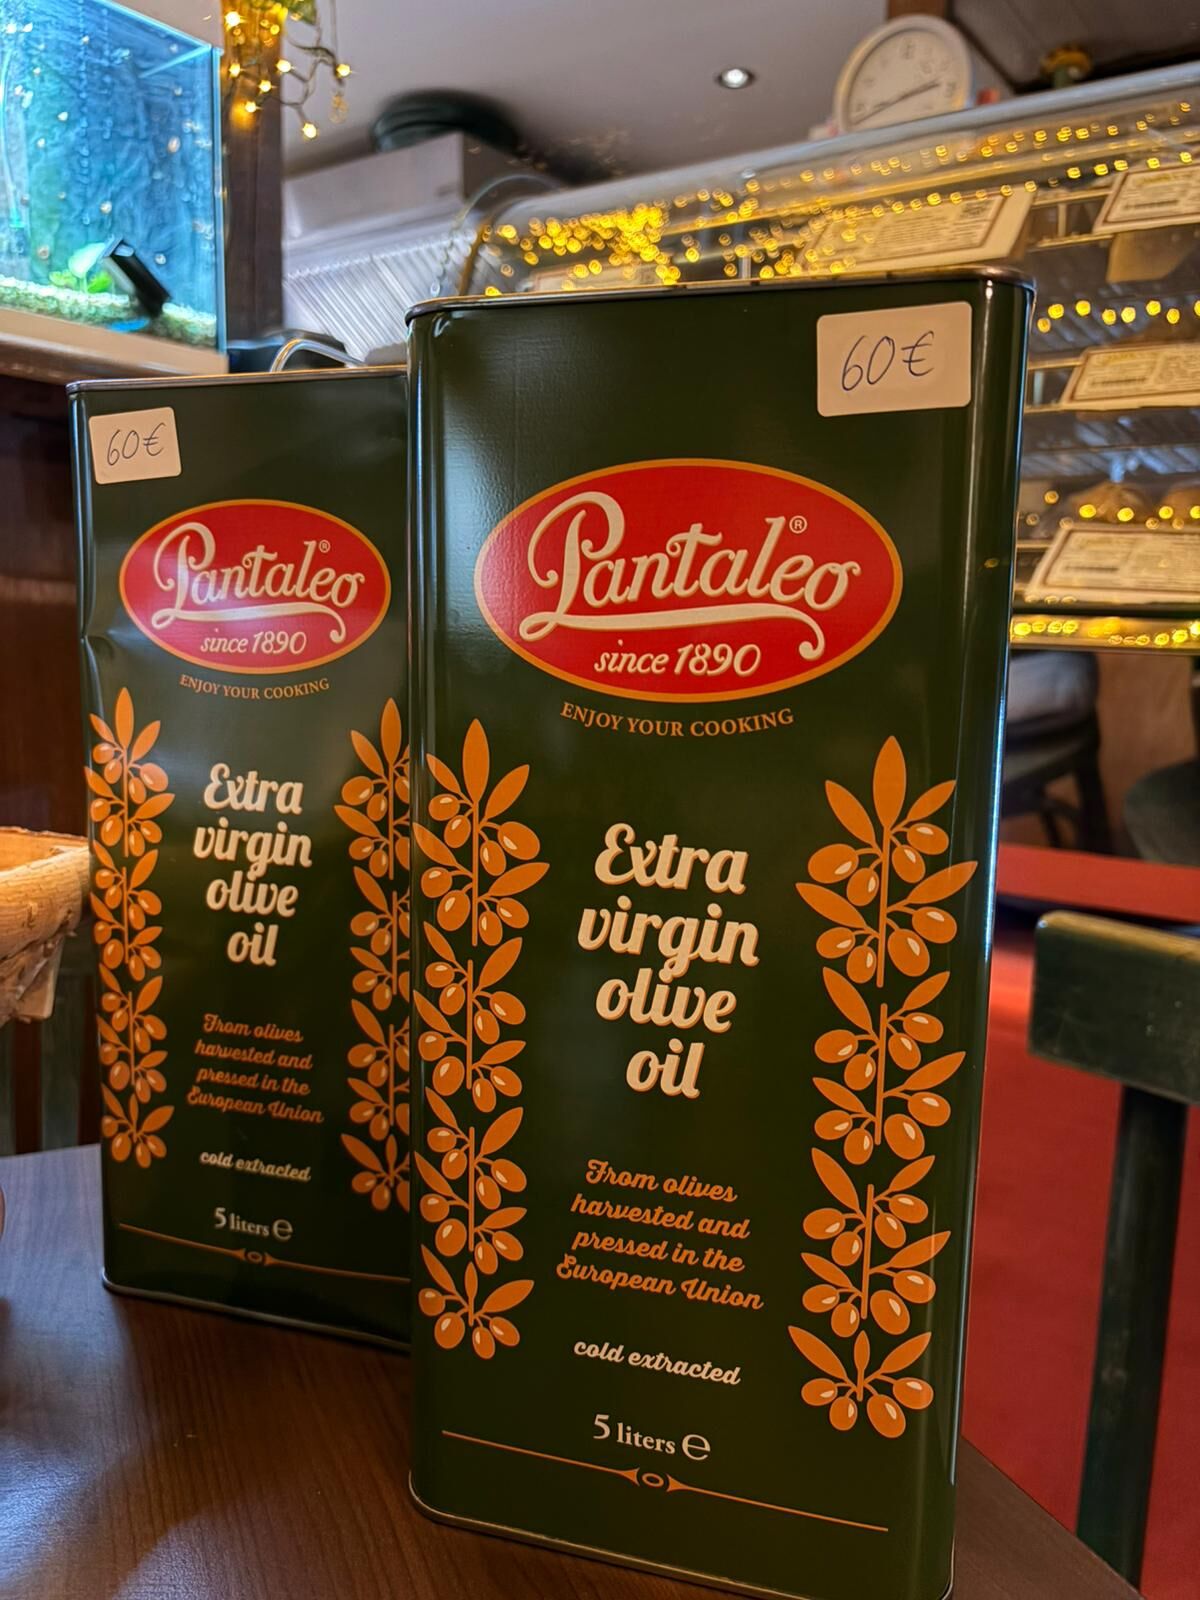 60€
Pantaleo®
since 1890
ENJOY YOUR COOKING
Extra
virgin
olive
oil
From olives
harvested and
pressed in the
European Union
cold extracted
5 liters ℮
60€
Pantaleo®
since 1890
ENJOY YOUR COOKING
Extra
virgin
olive
oil
From olives
harvested and
pressed in the
European Union
cold extracted
5 liters ℮